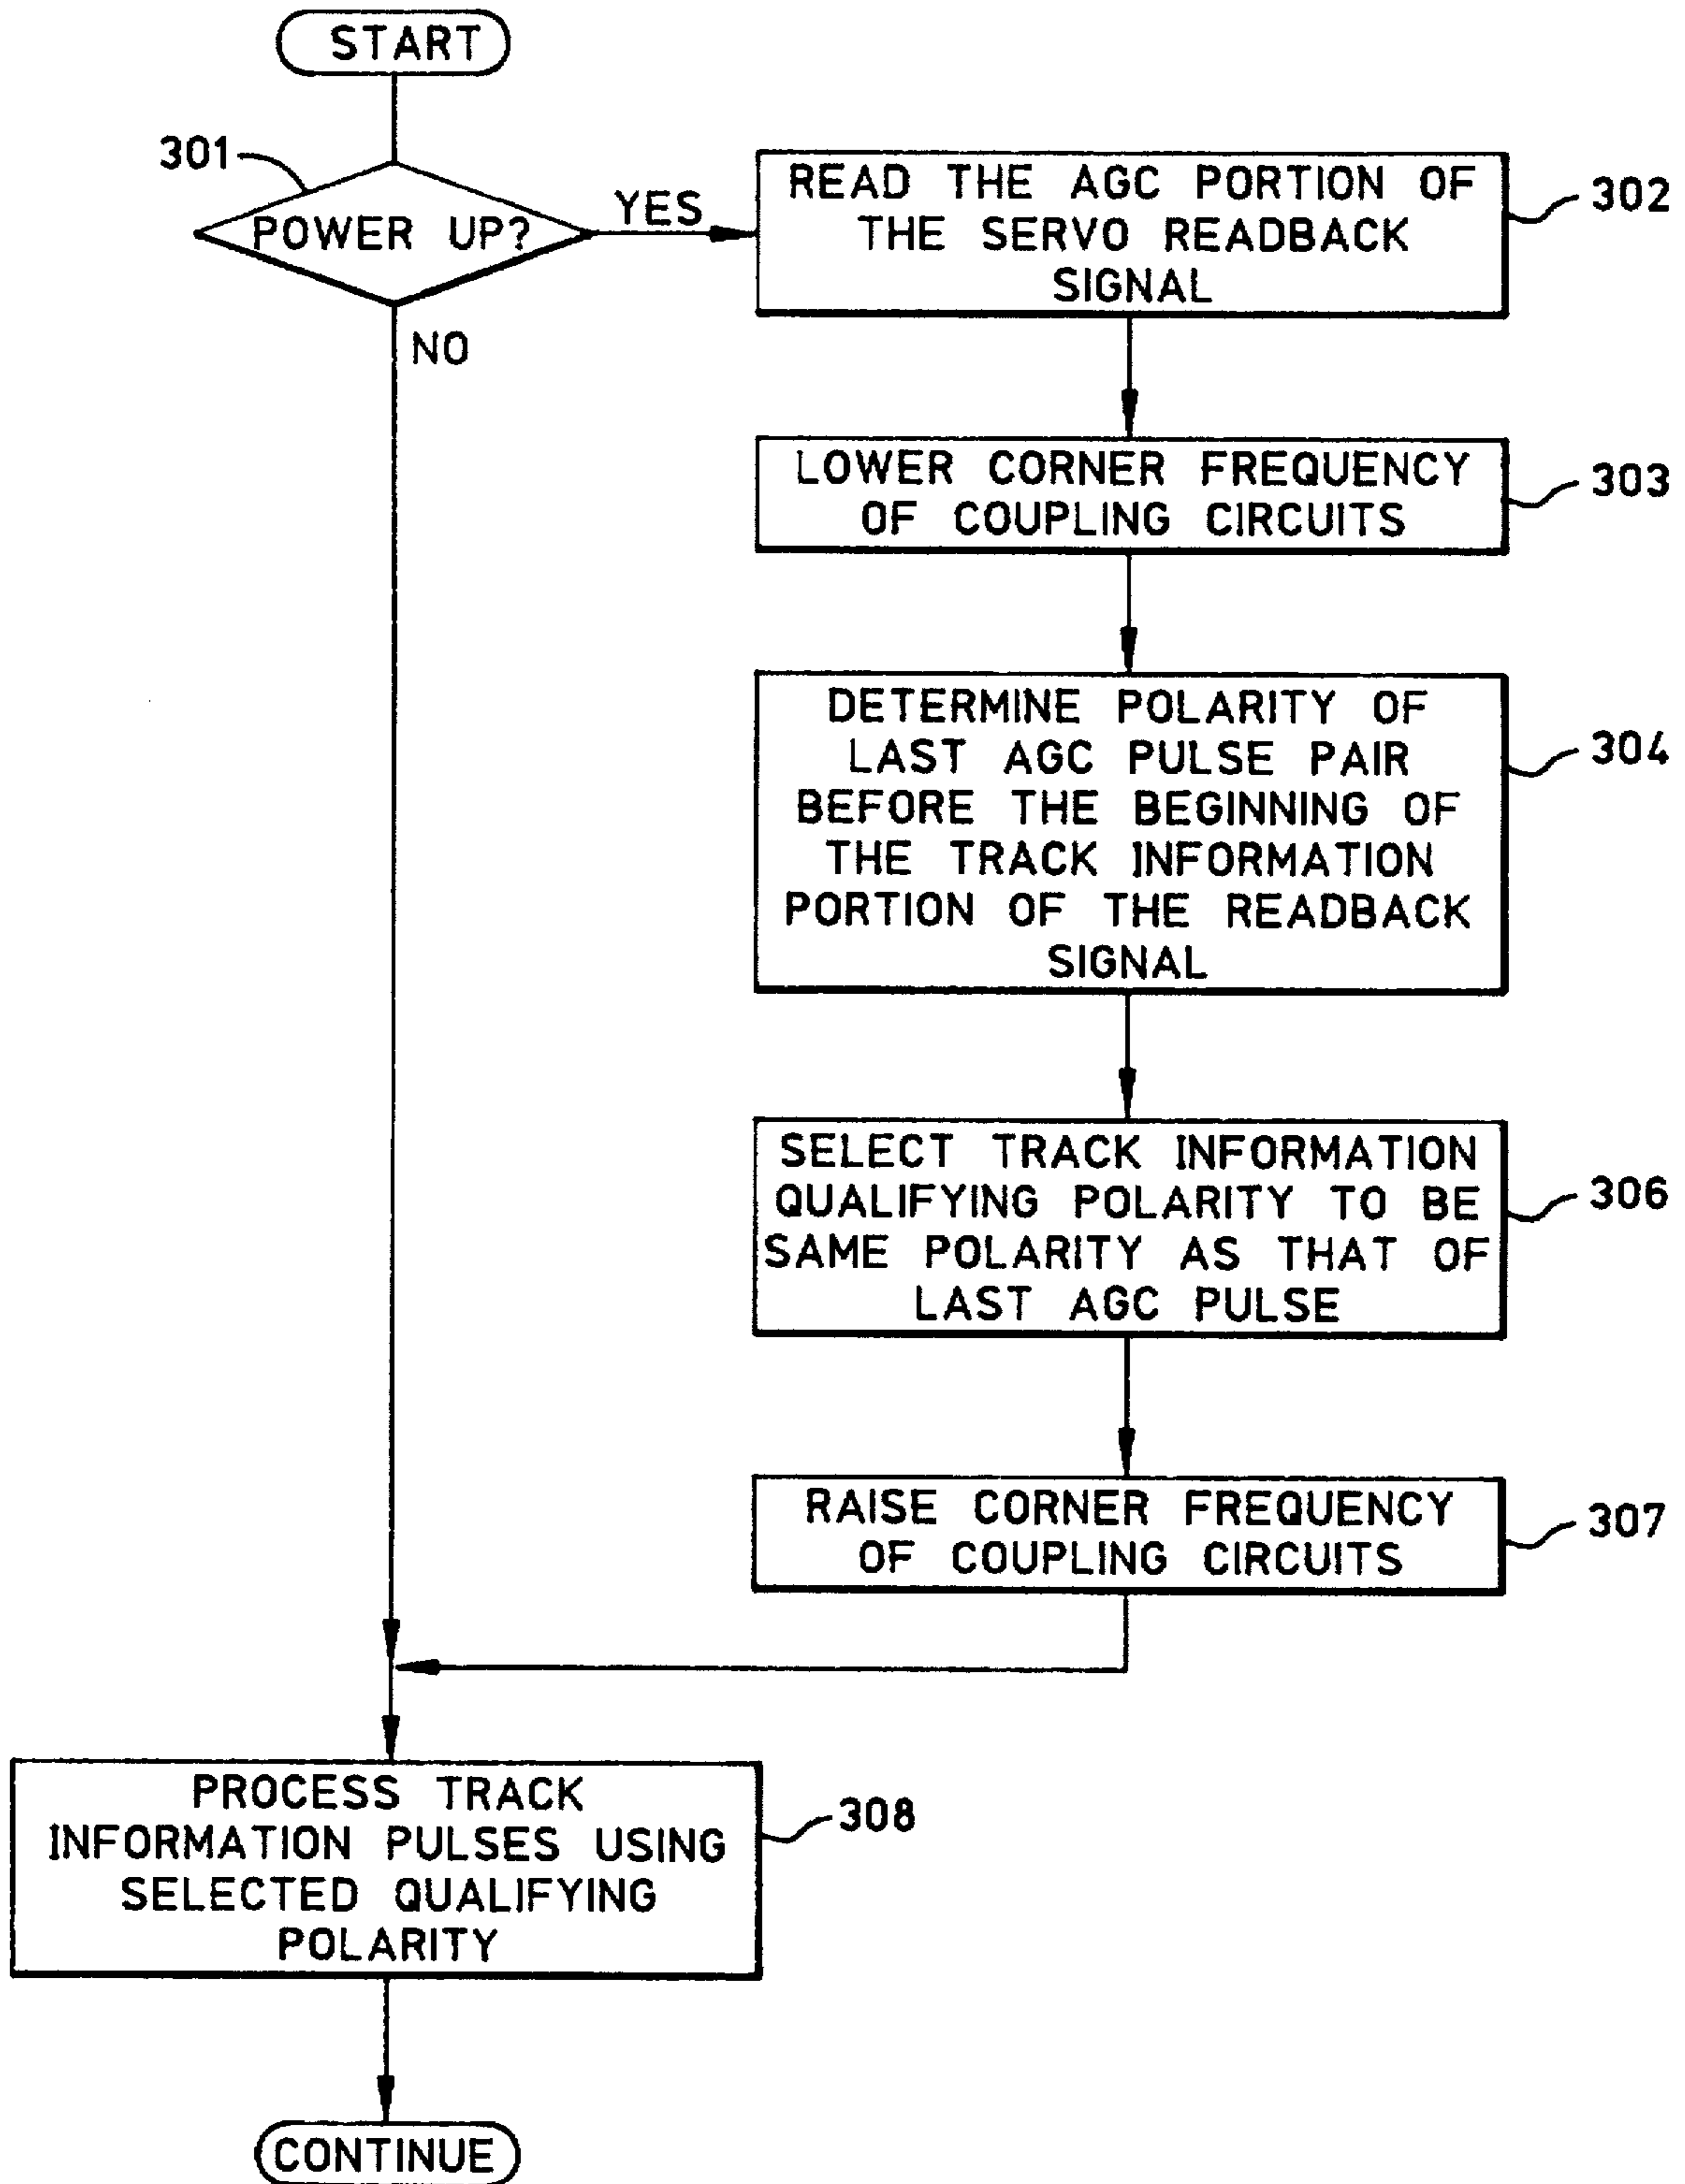 START
301
POWER UP?
YES
NO
READ THE AGC PORTION OF
THE SERVO READBACK
SIGNAL
302
LOWER CORNER FREQUENCY
OF COUPLING CIRCUITS
303
DETERMINE POLARITY OF
LAST AGC PULSE PAIR
BEFORE THE BEGINNING OF
THE TRACK INFORMATION
PORTION OF THE READBACK
SIGNAL
304
SELECT TRACK INFORMATION
QUALIFYING POLARITY TO BE
SAME POLARITY AS THAT OF
LAST AGC PULSE
306
RAISE CORNER FREQUENCY
OF COUPLING CIRCUITS
307
PROCESS TRACK
INFORMATION PULSES USING
SELECTED QUALIFYING
POLARITY
308
CONTINUE